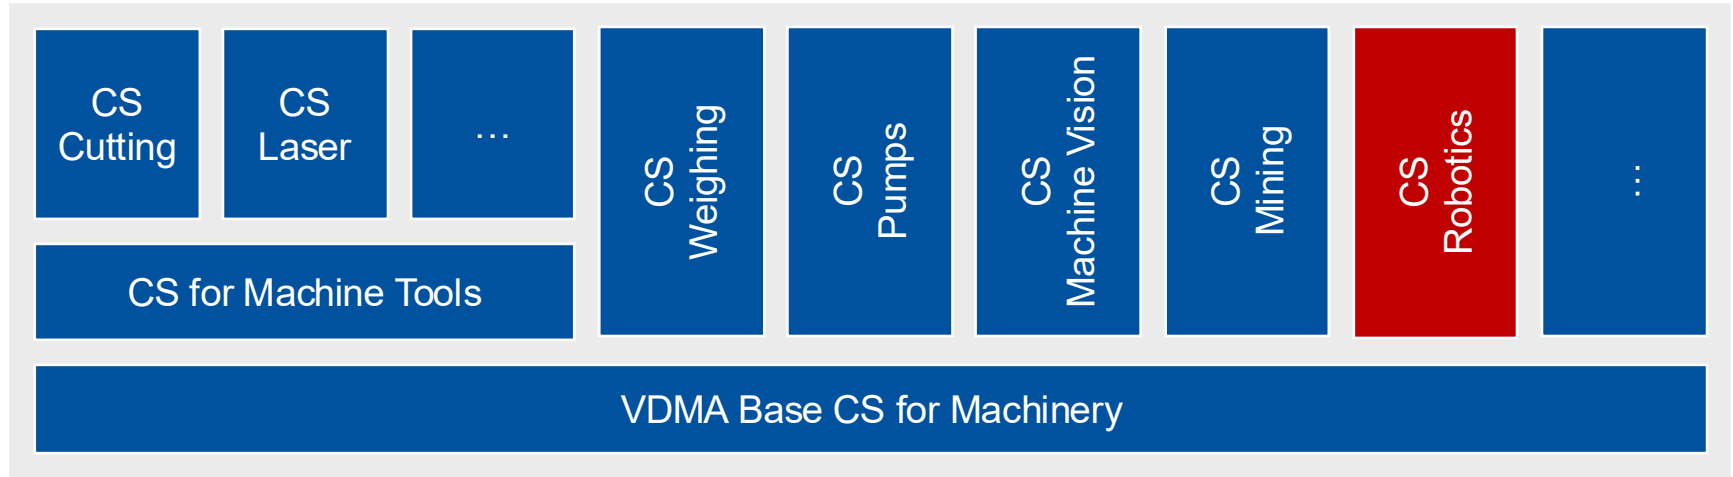 CS
Cutting
CS
Laser
...
CS
Weighing
CS
Pumps
CS
Machine Vision
CS
Mining
CS
Robotics
...
CS for Machine Tools
VDMA Base CS for Machinery